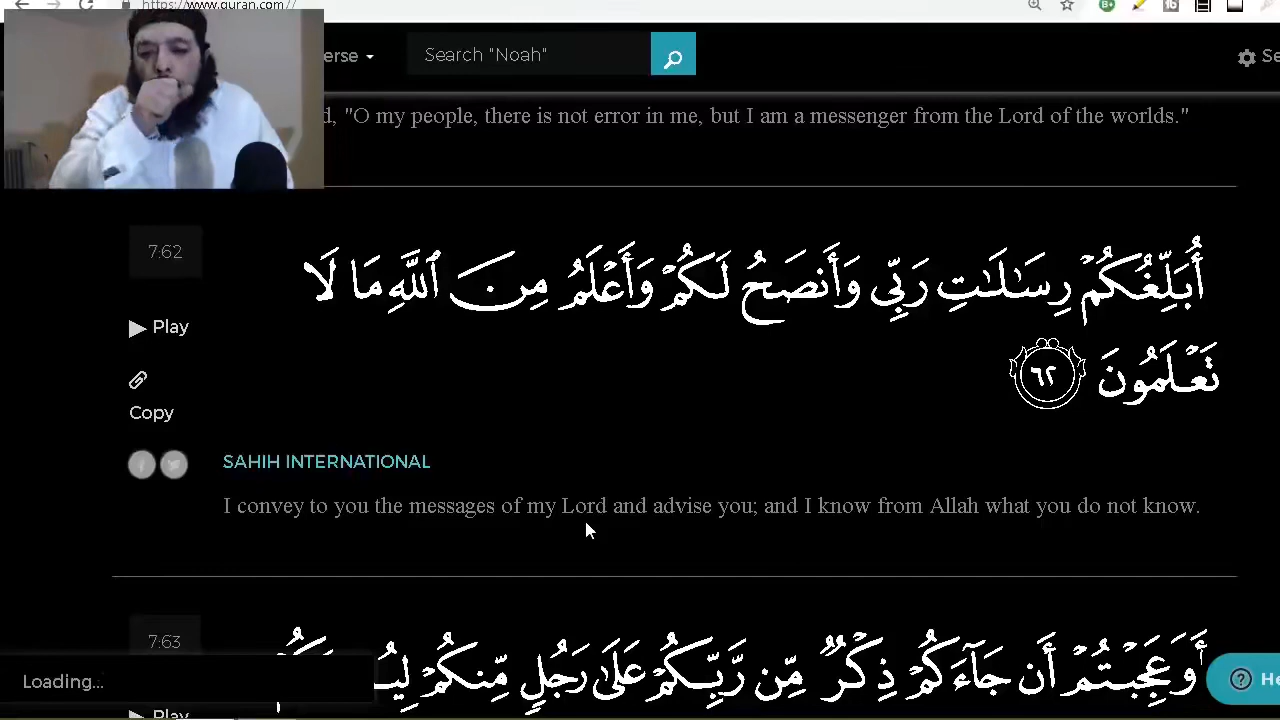 https://www.quran.com//
erse
Search "Noah"
Se
d, "O my people, there is not error in me, but I am a messenger from the Lord of the worlds."
7:62
أُبَلِّغُكُمْ رِسَـٰلَـٰتِ رَبِّى وَأَنصَحُ لَكُمْ وَأَعْلَمُ مِنَ ٱللَّهِ مَا لَا
تَعْلَمُونَ ٦٢
Play
Copy
SAHIH INTERNATIONAL
I convey to you the messages of my Lord and advise you; and I know from Allah what you do not know.
7:63
أَوَعَجِبْتُمْ أَن جَآءَكُمْ ذِكْرٌ مِّن رَّبِّكُمْ عَلَىٰ رَجُلٍ مِّنكُمْ
Loading...
Play
He